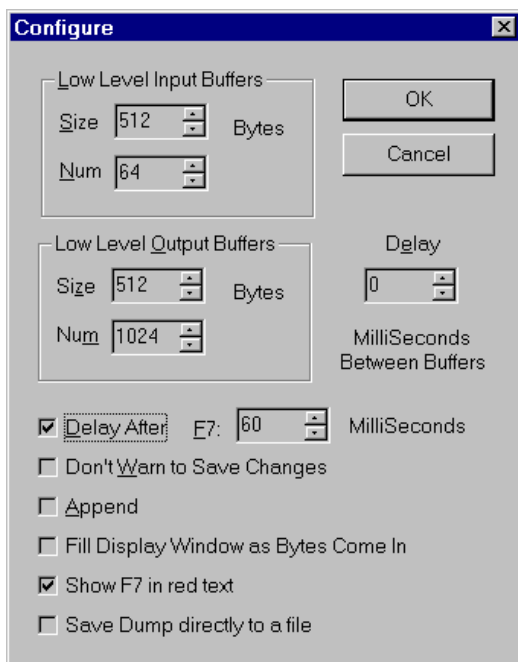 Configure
Low Level Input Buffers
Size 512 Bytes
Num 64
OK
Cancel
Low Level Output Buffers
Size 512 Bytes
Num 1024
Delay
0
MilliSeconds
Between Buffers
Delay After F7: 60 MilliSeconds
Don't Warn to Save Changes
Append
Fill Display Window as Bytes Come In
Show F7 in red text
Save Dump directly to a file